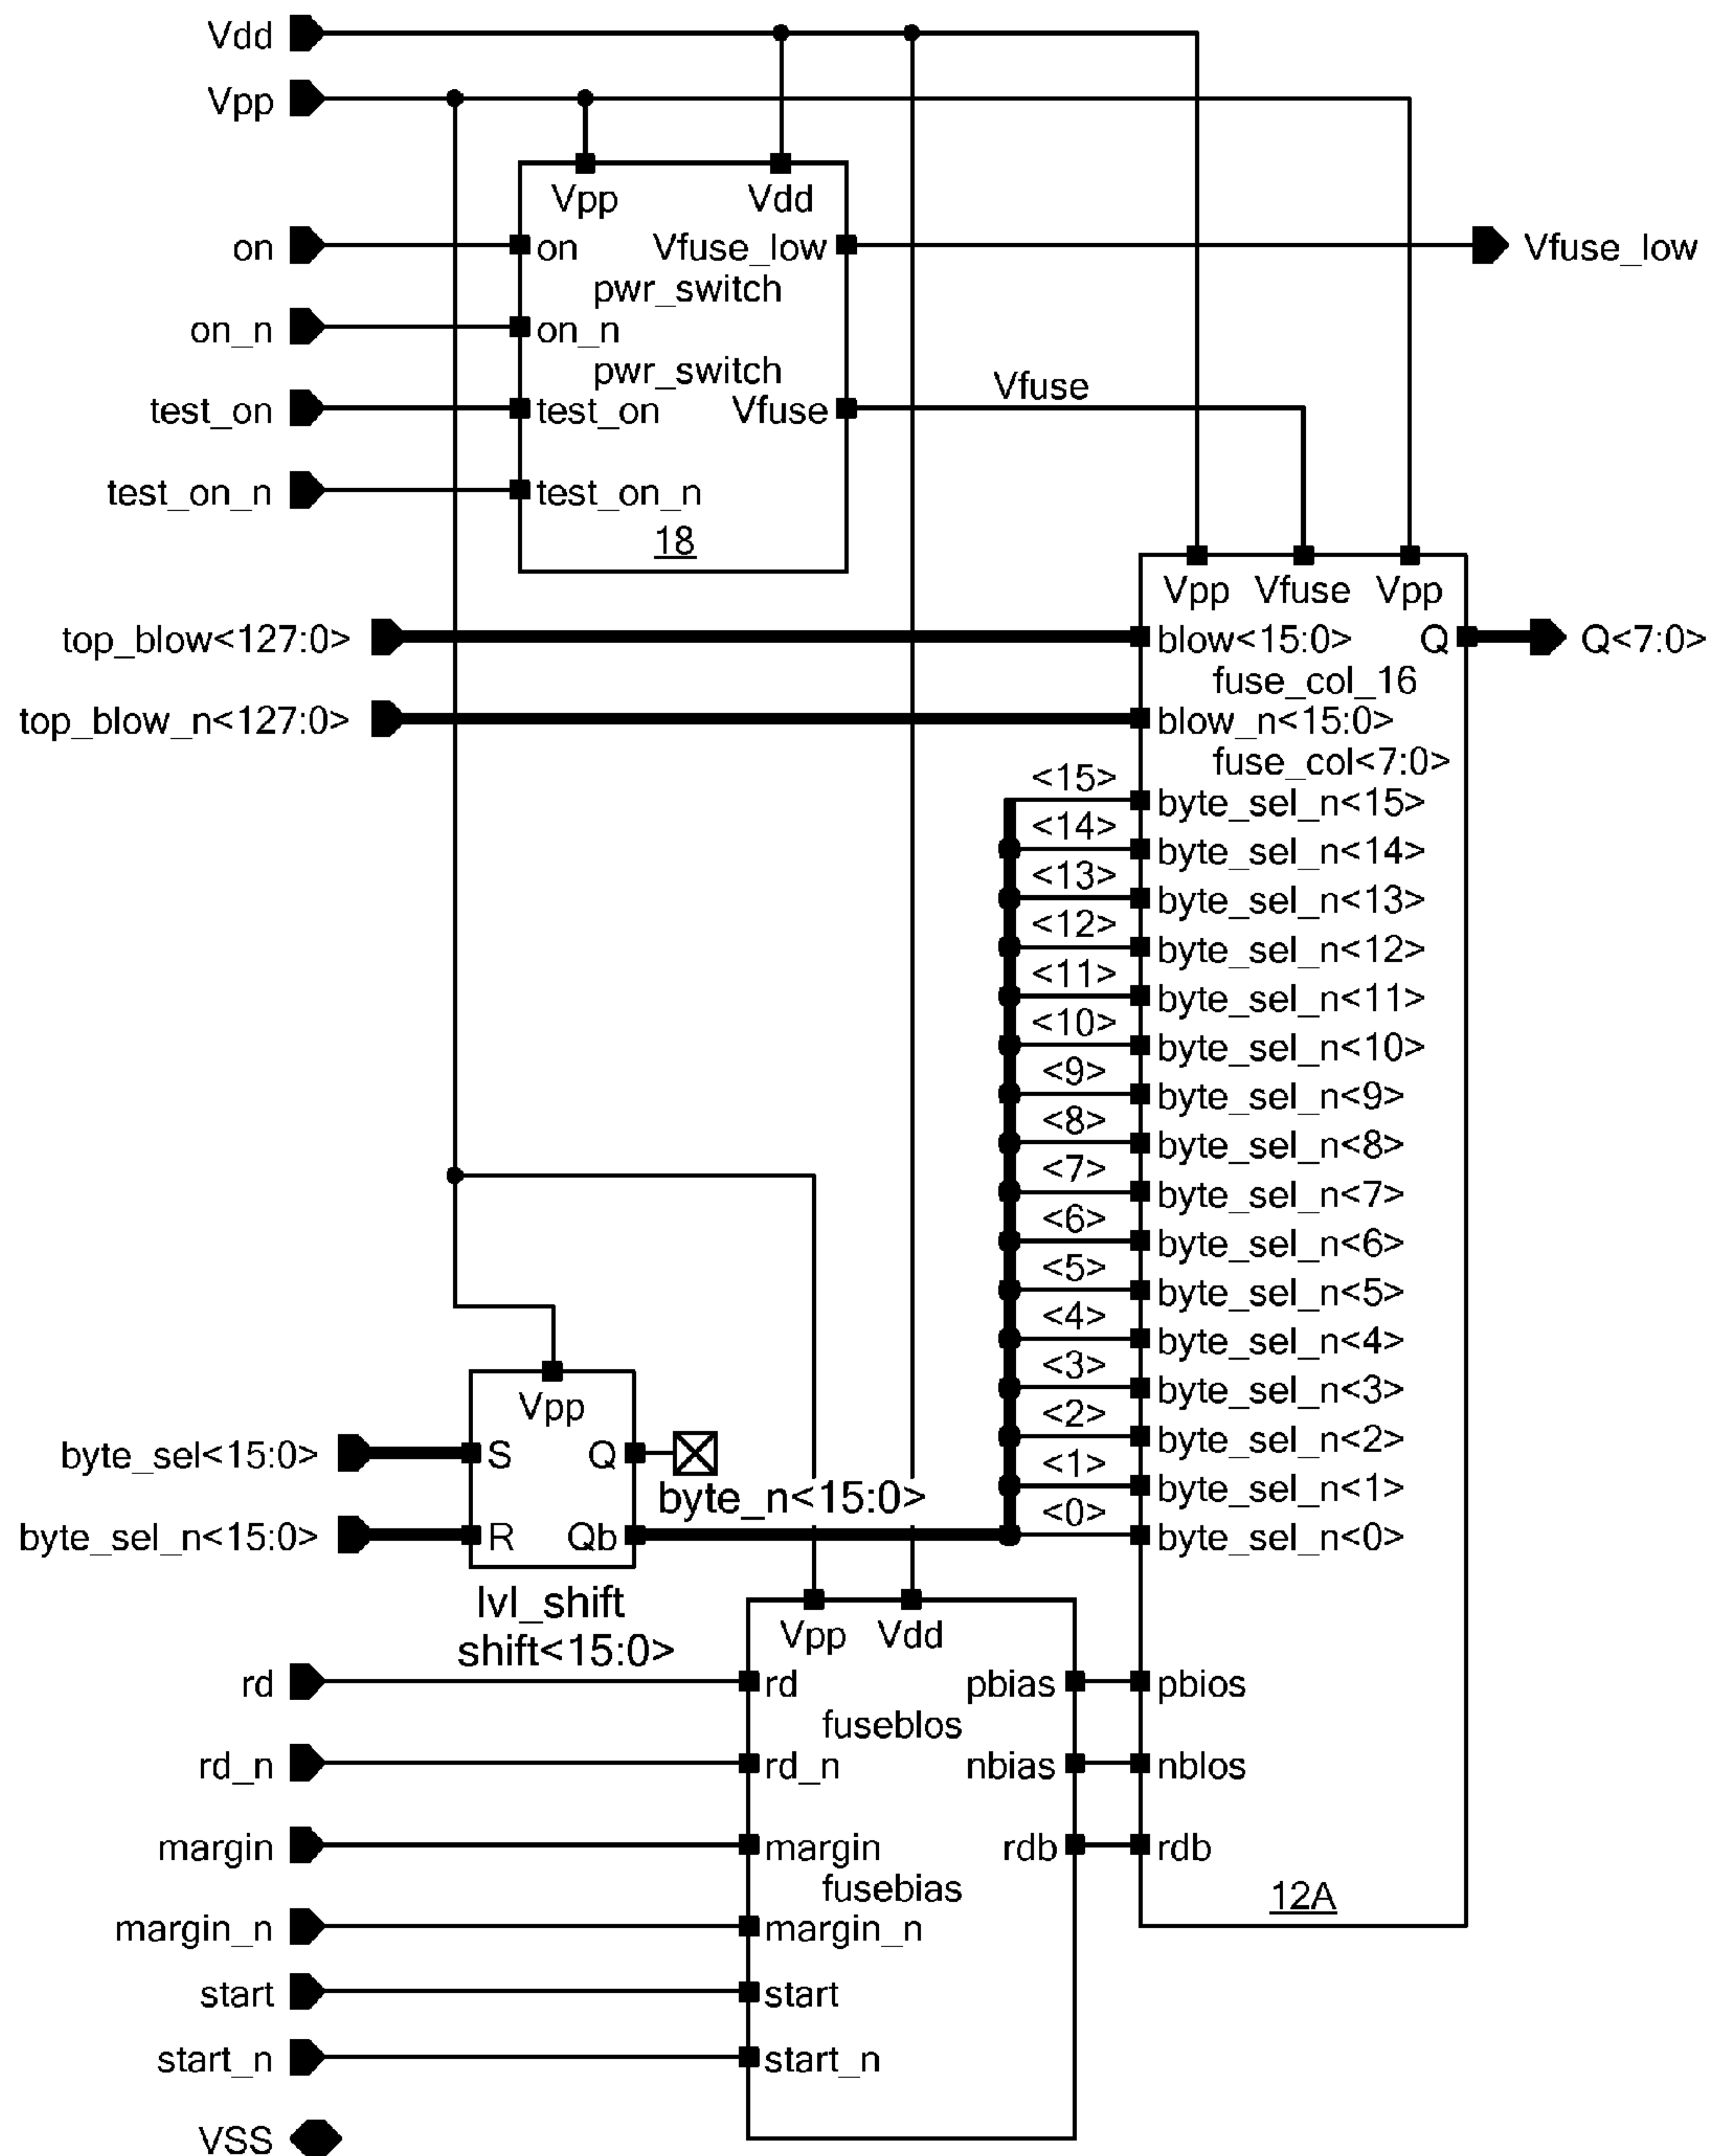 Vdd
Vpp
Vpp Vdd
on
on Vfuse_low
Vfuse_low
pwr_switch
on_n
on_n
pwr_switch
Vfuse
test_on
test_on Vfuse
test_on_n
test_on_n
18
Vpp Vfuse Vpp
top_blow<127:0>
blow<15:0> Q
Q<7:0>
fuse_col_16
top_blow_n<127:0>
blow_n<15:0>
fuse_col<7:0>
<15>
byte_sel_n<15>
<14>
byte_sel_n<14>
<13>
byte_sel_n<13>
<12>
byte_sel_n<12>
<11>
byte_sel_n<11>
<10>
byte_sel_n<10>
<9>
byte_sel_n<9>
<8>
byte_sel_n<8>
<7>
byte_sel_n<7>
<6>
byte_sel_n<6>
<5>
byte_sel_n<5>
<4>
byte_sel_n<4>
<3>
byte_sel_n<3>
<2>
byte_sel_n<2>
<1>
byte_sel_n<1>
<0>
byte_sel_n<0>
Vpp
byte_sel<15:0>
S Q
byte_n<15:0>
byte_sel_n<15:0>
R Qb
lvl_shift
shift<15:0>
Vpp Vdd
rd
rd pbias
pbios
fuseblos
rd_n
rd_n nbias
nblos
margin
margin rdb
rdb
fusebias
12A
margin_n
margin_n
start
start
start_n
start_n
VSS